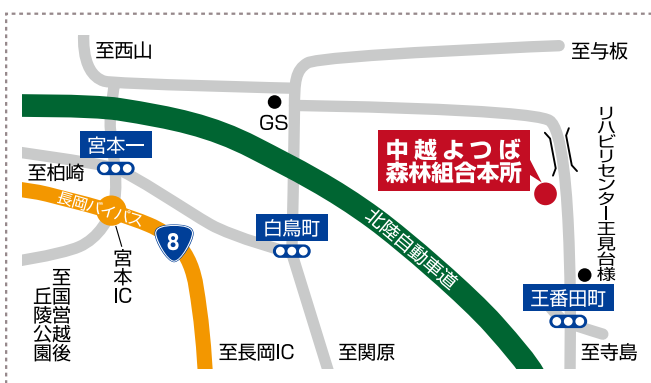 至西山
至与板
GS
宮本一
中越よつば
森林組合本所
リハビリセンター王見台様
至柏崎
長岡バイパス
8
白鳥町
北陸自動車道
宮本
IC
至国営越後
丘陵公園
王番田町
至長岡IC
至関原
至寺島